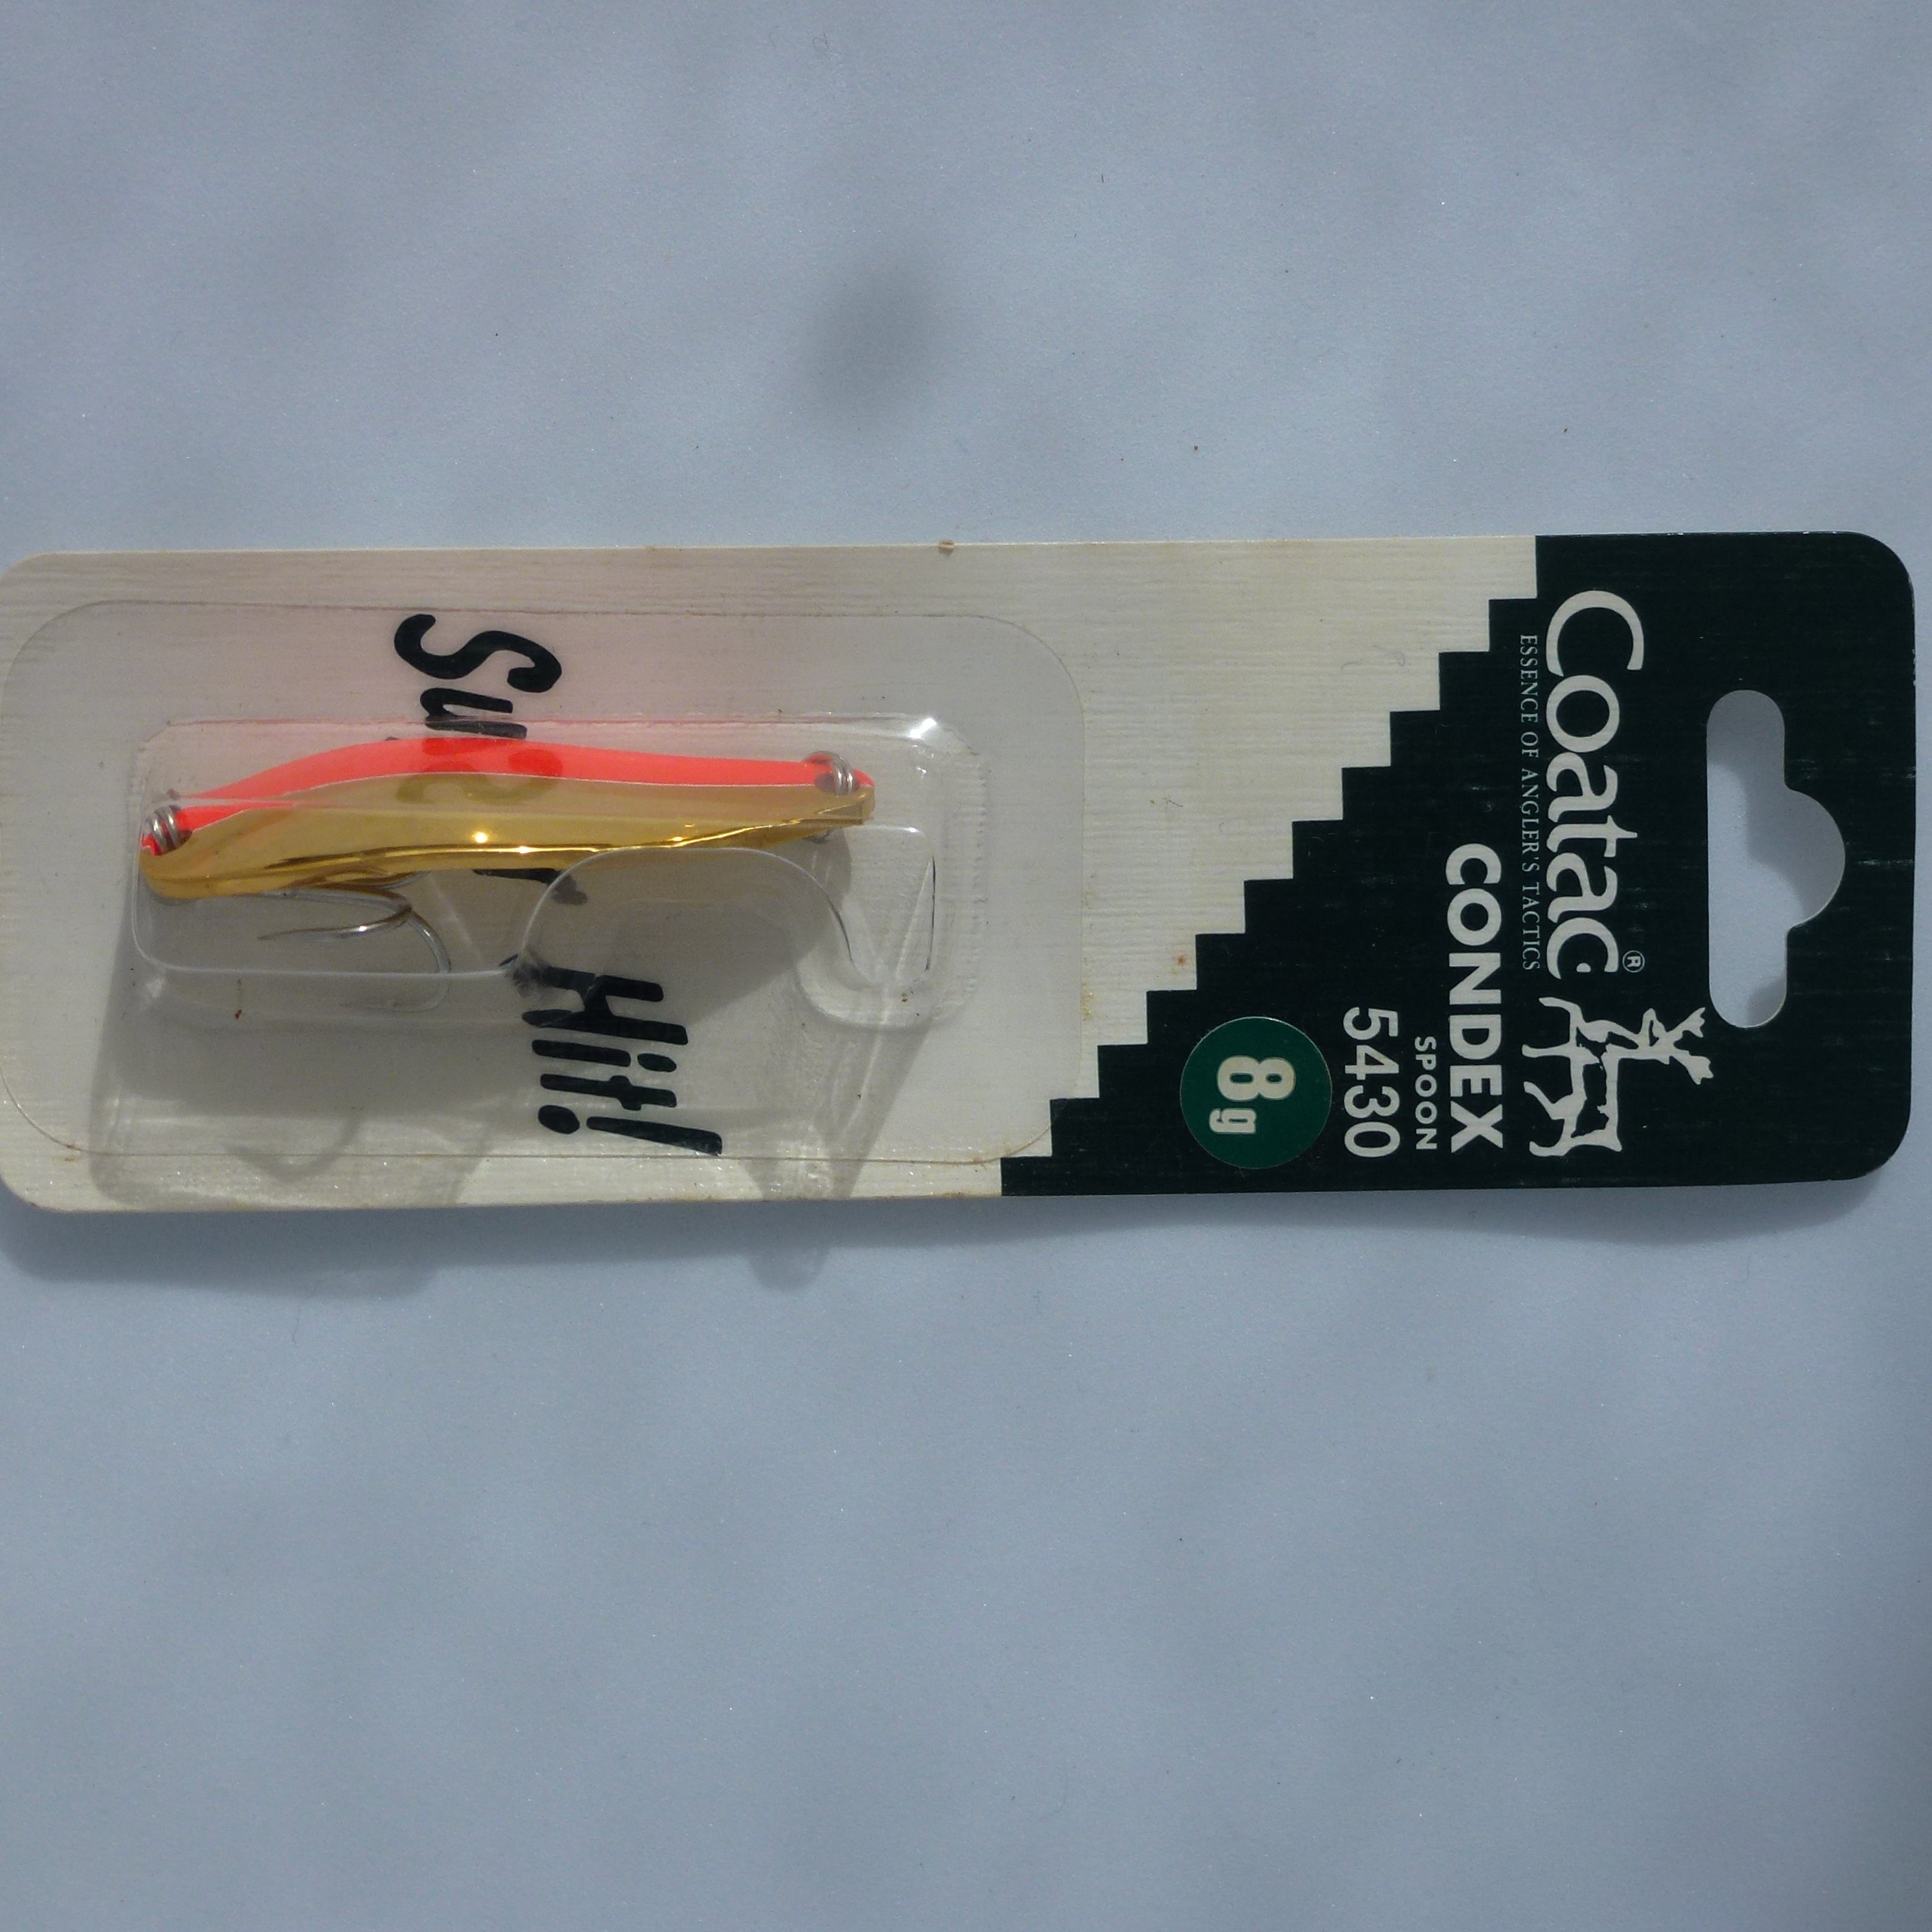 Coatac®
ESSENCE OF ANGLER'S TACTICS
CONDEX
SPOON
5430
8g
Hit!